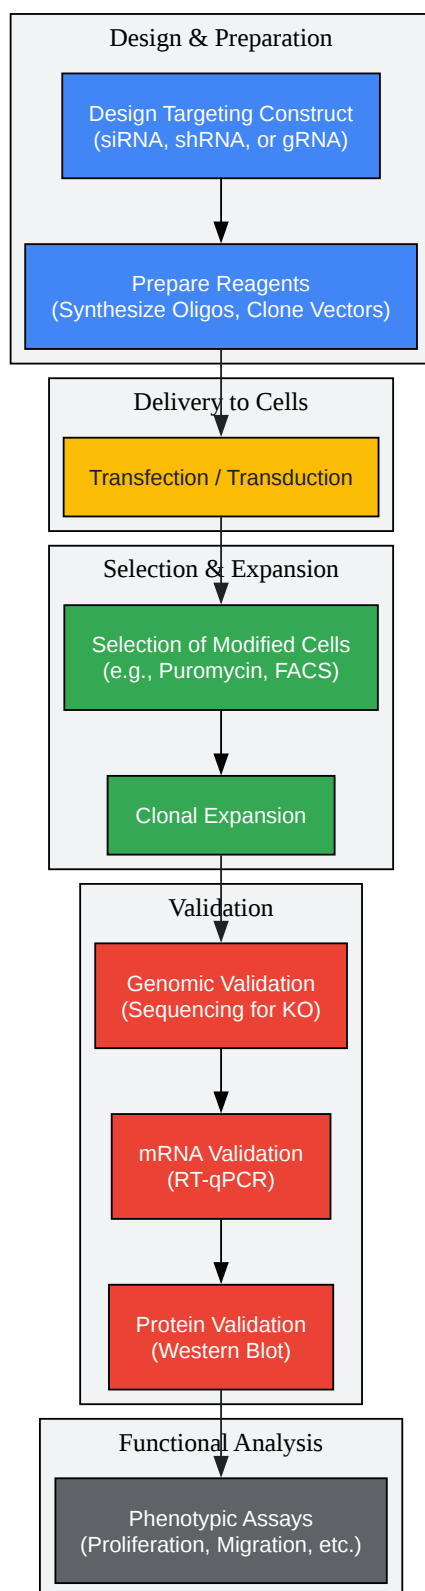 Design & Preparation
Design Targeting Construct
(siRNA, shRNA, or gRNA)
Prepare Reagents
(Synthesize Oligos, Clone Vectors)
Delivery to Cells
Transfection / Transduction
Selection & Expansion
Selection of Modified Cells
(e.g., Puromycin, FACS)
Clonal Expansion
Validation
Genomic Validation
(Sequencing for KO)
mRNA Validation
(RT-qPCR)
Protein Validation
(Western Blot)
Functional Analysis
Phenotypic Assays
(Proliferation, Migration, etc.)